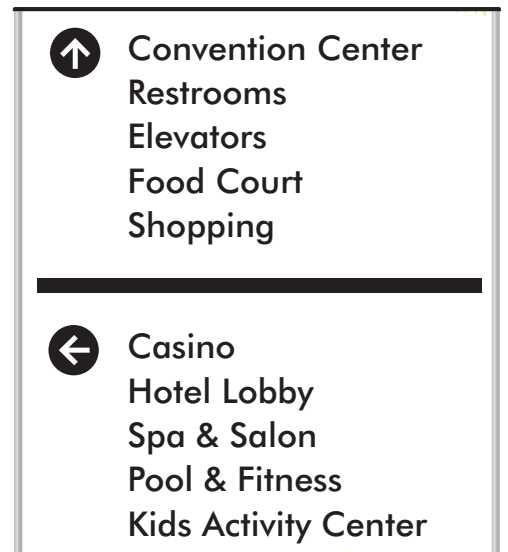 Convention Center
Restrooms
Elevators
Food Court
Shopping
Casino
Hotel Lobby
Spa & Salon
Pool & Fitness
Kids Activity Center